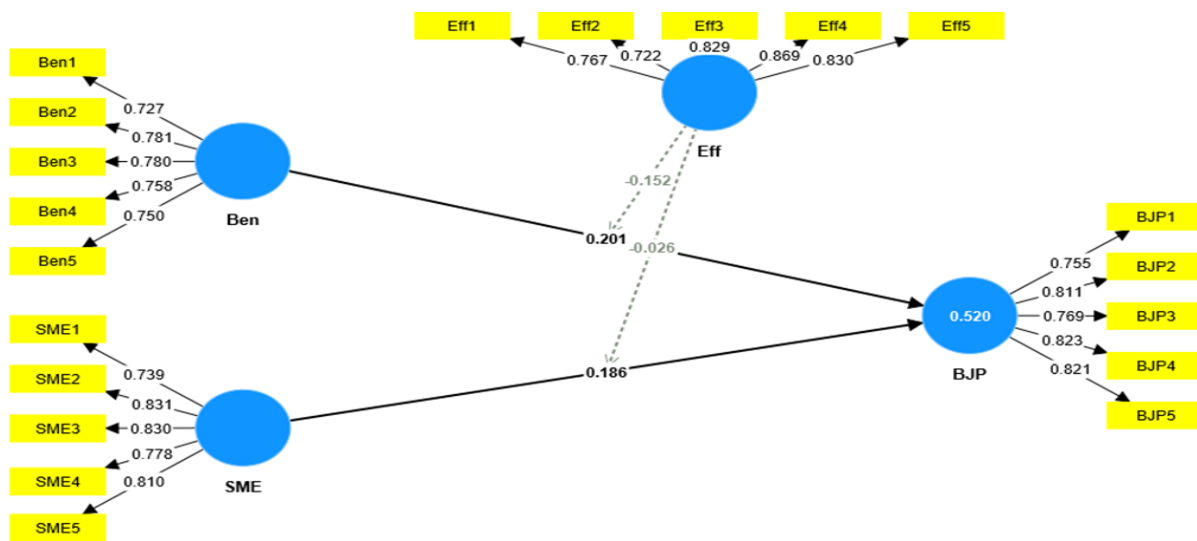 Eff1
Eff2
Eff3
Eff4
Eff5
0.767
0.722
0.829
0.869
0.830
Eff
Ben1
Ben2
Ben3
Ben4
Ben5
0.727
0.781
0.780
0.758
0.750
Ben
-0.152
0.201
-0.026
0.186
SME1
SME2
SME3
SME4
SME5
0.739
0.831
0.830
0.778
0.810
SME
0.520
BJP
0.755
0.811
0.769
0.823
0.821
BJP1
BJP2
BJP3
BJP4
BJP5